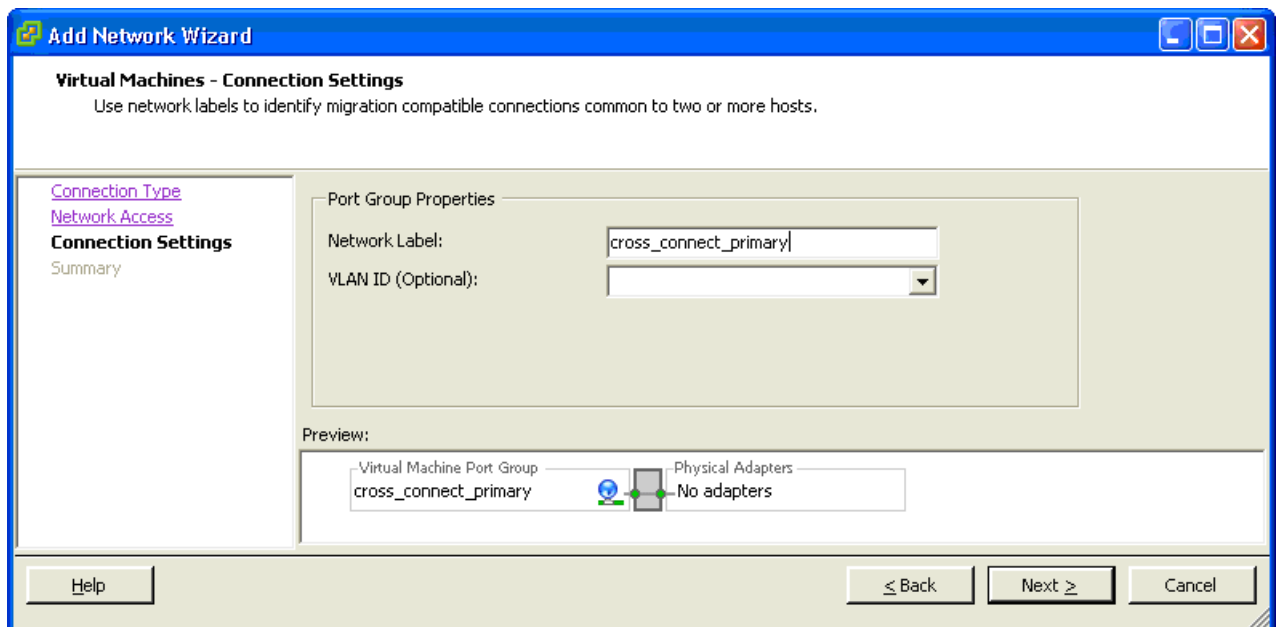 Add Network Wizard
Virtual Machines - Connection Settings
Use network labels to identify migration compatible connections common to two or more hosts.
Connection Type
Network Access
Connection Settings
Summary
Port Group Properties
Network Label:
cross_connect_primary
VLAN ID (Optional):
Preview:
Virtual Machine Port Group
cross_connect_primary
Physical Adapters
No adapters
Help
< Back
Next >
Cancel